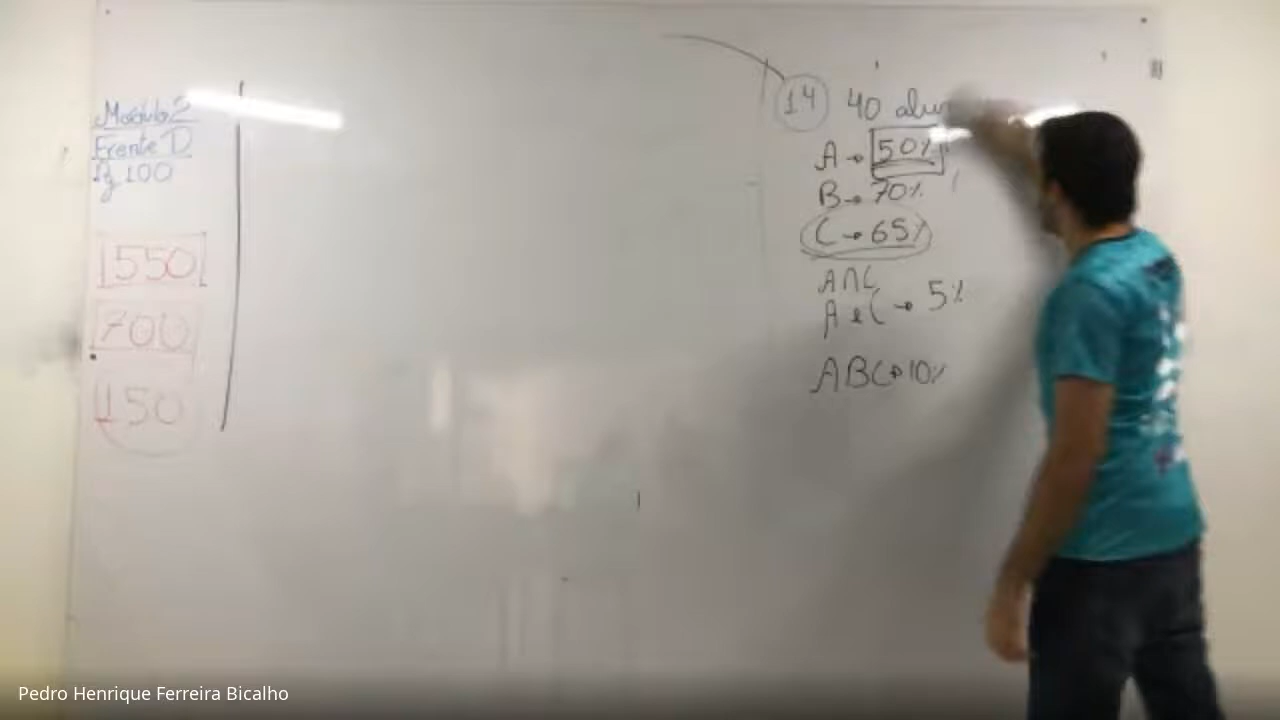 Módulo 2
Frente D
Pg 100
1550
700
150
14 40 alu
A → 50%
B → 70%
C → 65%
A∩C
A e C → 5%
ABC → 10%
Pedro Henrique Ferreira Bicalho